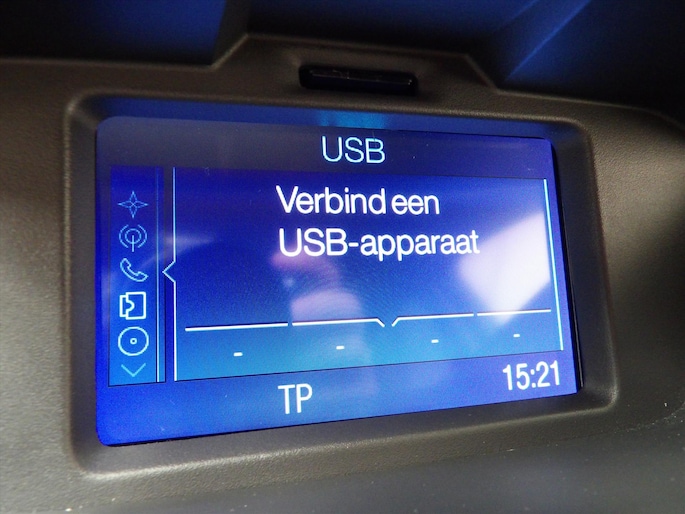 USB
Verbind een
USB-apparaat
- - - -
TP 15:21